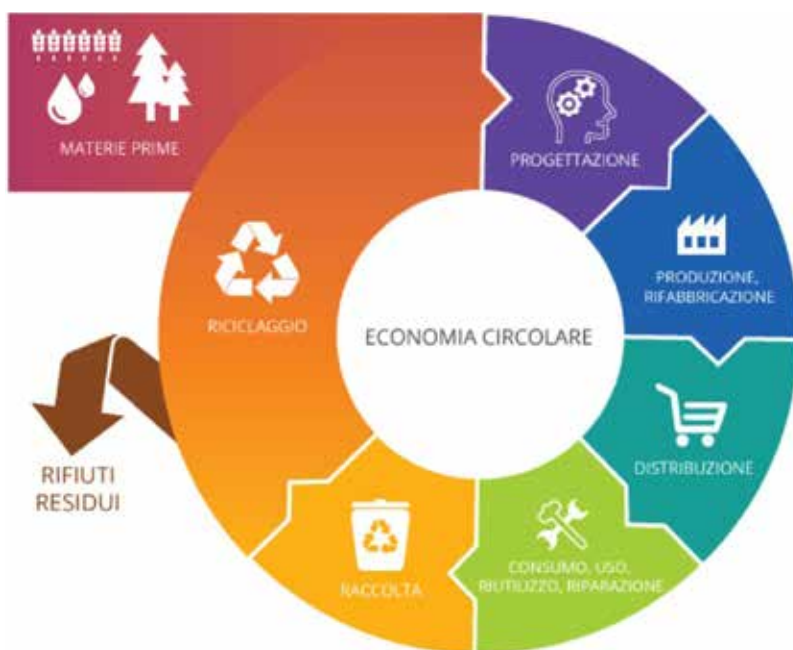 MATERIE PRIME
PROGETTAZIONE
PRODUZIONE,
RIFABBRICAZIONE
DISTRIBUZIONE
CONSUMO, USO,
RIUTILIZZO, RIPARAZIONE
RACCOLTA
RICICLAGGIO
RIFIUTI
RESIDUI
ECONOMIA CIRCOLARE